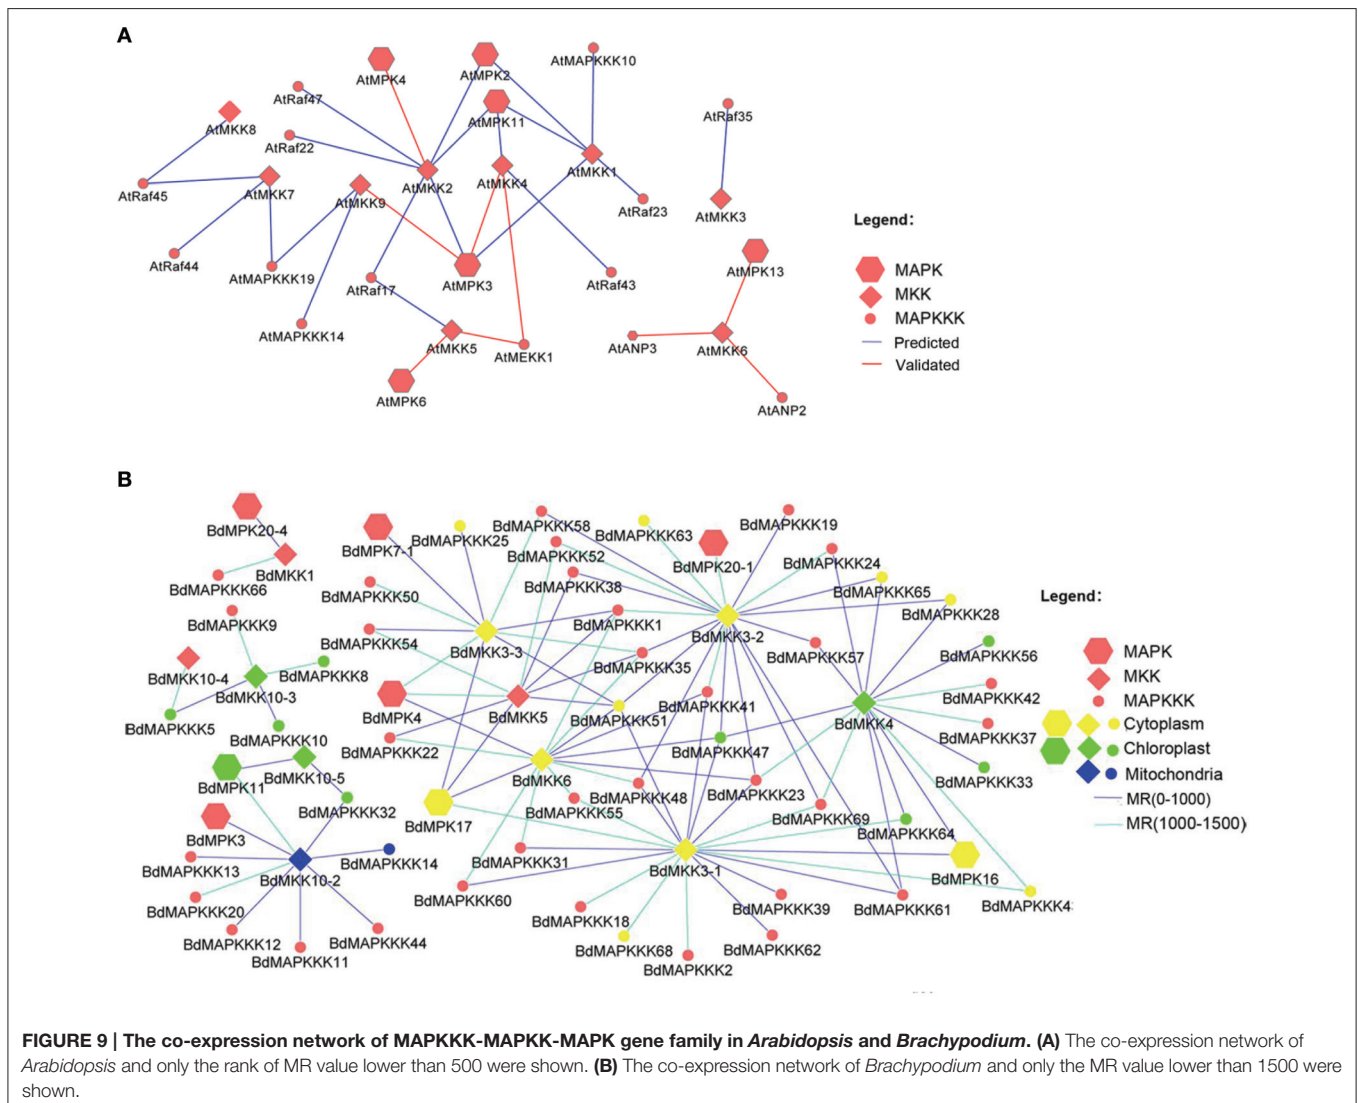 A
AtMPK4
AtMPK2
AtMAPKKK10
AtRaf47
AtMPK11
AtRaf35
AtMKK8
AtRaf22
AtMKK2
AtMKK4
AtMKK1
AtRaf45
AtMKK7
AtMKK9
AtRaf23
AtMKK3
Legend:
AtRaf44
AtMAPKKK19
AtRaf17
AtMPK3
AtRaf43
AtMPK13
MAPK
MKK
MAPKKK
Predicted
Validated
AtMAPKKK14
AtMKK5
AtMEKK1
AtANP3
AtMKK6
AtMPK6
AtANP2
B
BdMPK20-4
BdMPK7-1
BdMAPKKK25
BdMAPKKK58
BdMAPKKK63
BdMAPKKK19
BdMKK1
BdMAPKKK52
BdMPK20-1
BdMAPKKK24
BdMAPKKK66
BdMAPKKK50
BdMAPKKK38
BdMAPKKK65
BdMAPKKK28
Legend:
BdMAPKKK9
BdMAPKKK54
BdMKK3-3
BdMAPKKK1
BdMKK3-2
BdMAPKKK57
BdMAPKKK56
MAPK
MKK
MAPKKK
Cytoplasm
Chloroplast
Mitochondria
MR(0-1000)
MR(1000-1500)
BdMKK10-4
BdMAPKKK8
BdMKK10-3
BdMAPKKK35
BdMAPKKK42
BdMAPKKK5
BdMAPKKK10
BdMPK4
BdMKK5
BdMAPKKK51
BdMAPKKK41
BdMKK4
BdMAPKKK37
BdMAPKKK22
BdMAPKKK47
BdMPK11
BdMKK10-5
BdMKK6
BdMAPKKK33
BdMAPKKK32
BdMPK17
BdMAPKKK55
BdMAPKKK48
BdMAPKKK23
BdMAPKKK69
BdMAPKKK64
BdMPK3
BdMAPKKK13
BdMKK10-2
BdMAPKKK14
BdMAPKKK31
BdMKK3-1
BdMPK16
BdMAPKKK20
BdMAPKKK60
BdMAPKKK18
BdMAPKKK39
BdMAPKKK61
BdMAPKKK4
BdMAPKKK12
BdMAPKKK44
BdMAPKKK68
BdMAPKKK62
BdMAPKKK11
BdMAPKKK2
FIGURE 9 | The co-expression network of MAPKKK-MAPKK-MAPK gene family in Arabidopsis and Brachypodium. (A) The co-expression network of
Arabidopsis and only the rank of MR value lower than 500 were shown. (B) The co-expression network of Brachypodium and only the MR value lower than 1500 were
shown.